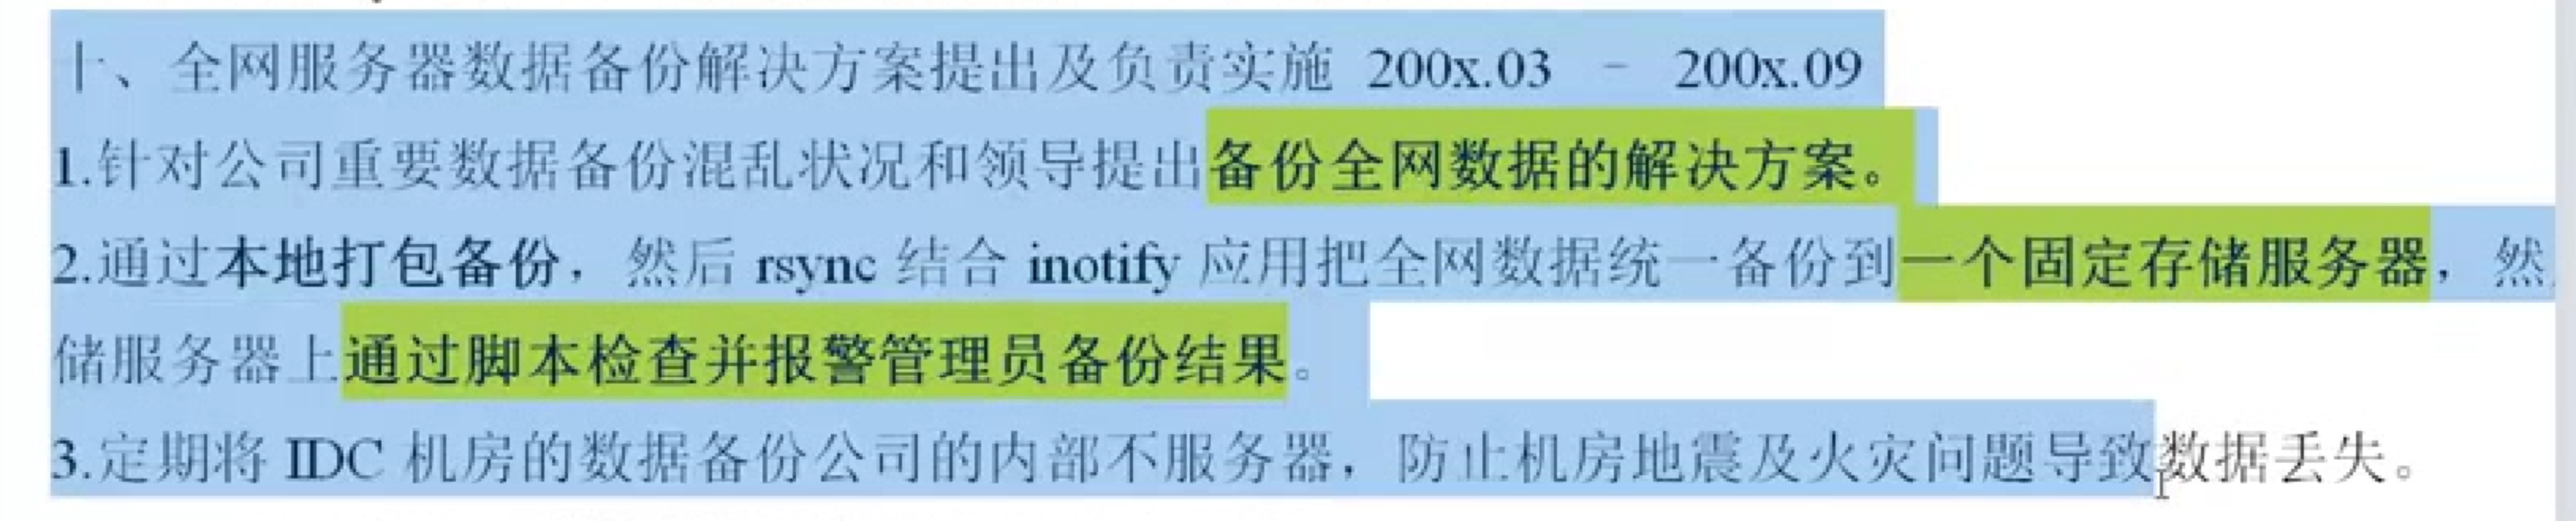 十、全网服务器数据备份解决方案提出及负责实施 200x.03 - 200x.09
1.针对公司重要数据备份混乱状况和领导提出备份全网数据的解决方案。
2.通过本地打包备份，然后 rsync 结合 inotify 应用把全网数据统一备份到一个固定存储服务器，然
储服务器上通过脚本检查并报警管理员备份结果。
3.定期将 IDC 机房的数据备份公司的内部不服务器，防止机房地震及火灾问题导致数据丢失。